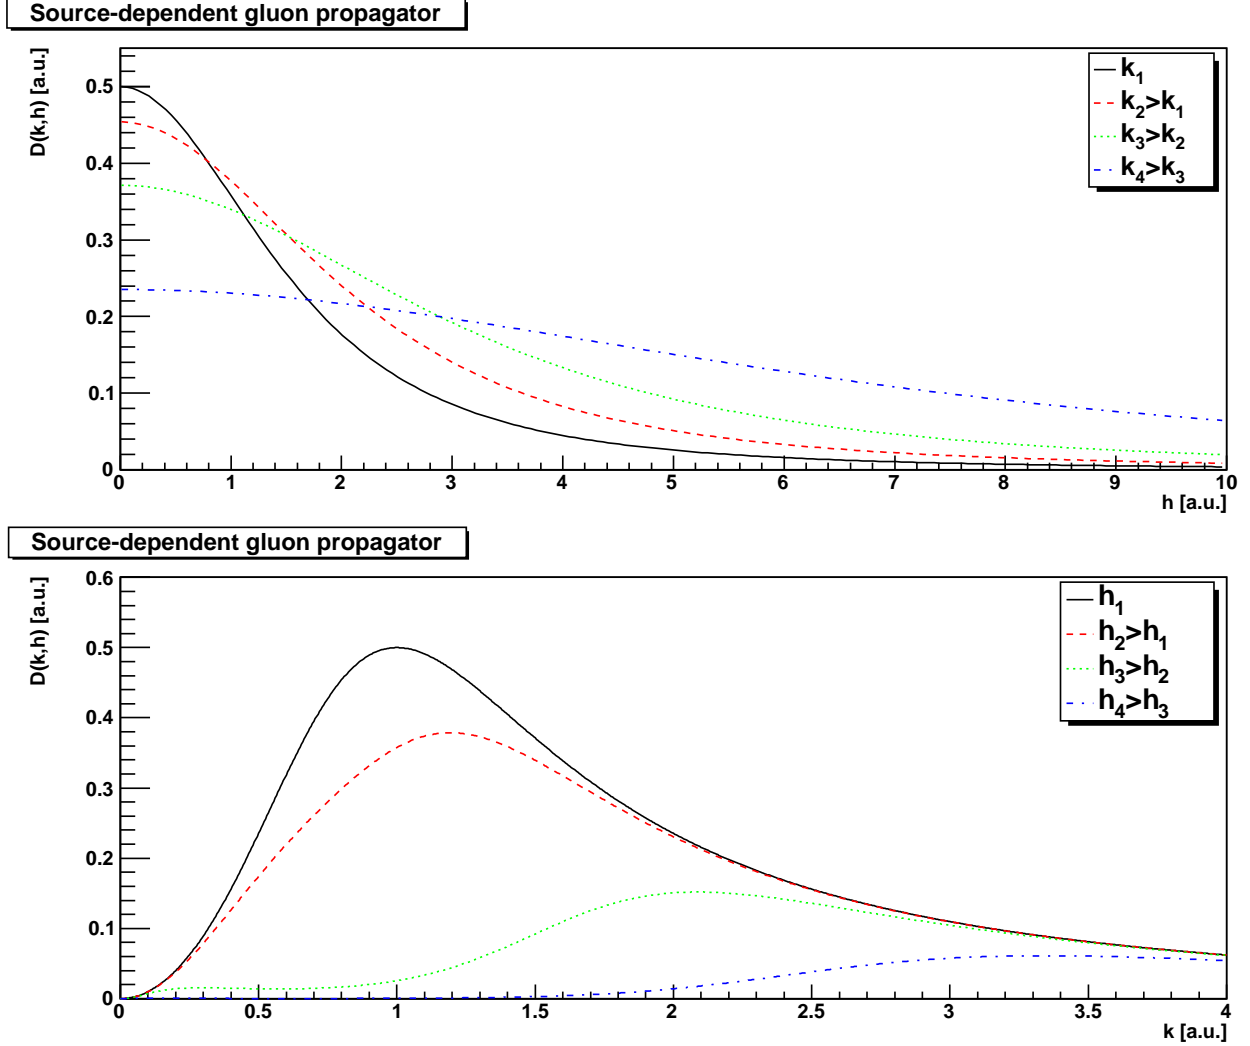 Source-dependent gluon propagator
D(k,h) [a.u.]
0.5
0.4
0.3
0.2
0.1
0
k₁
k₂>k₁
k₃>k₂
k₄>k₃
0 1 2 3 4 5 6 7 8 9 10
h [a.u.]
Source-dependent gluon propagator
D(k,h) [a.u.]
0.6
0.5
0.4
0.3
0.2
0.1
0
h₁
h₂>h₁
h₃>h₂
h₄>h₃
0 0.5 1 1.5 2 2.5 3 3.5 4
k [a.u.]